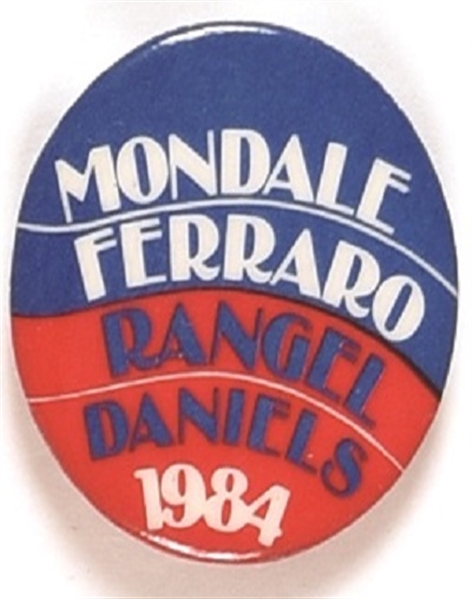 MONDALE
FERRARO
RANGEL
DANIELS
1984